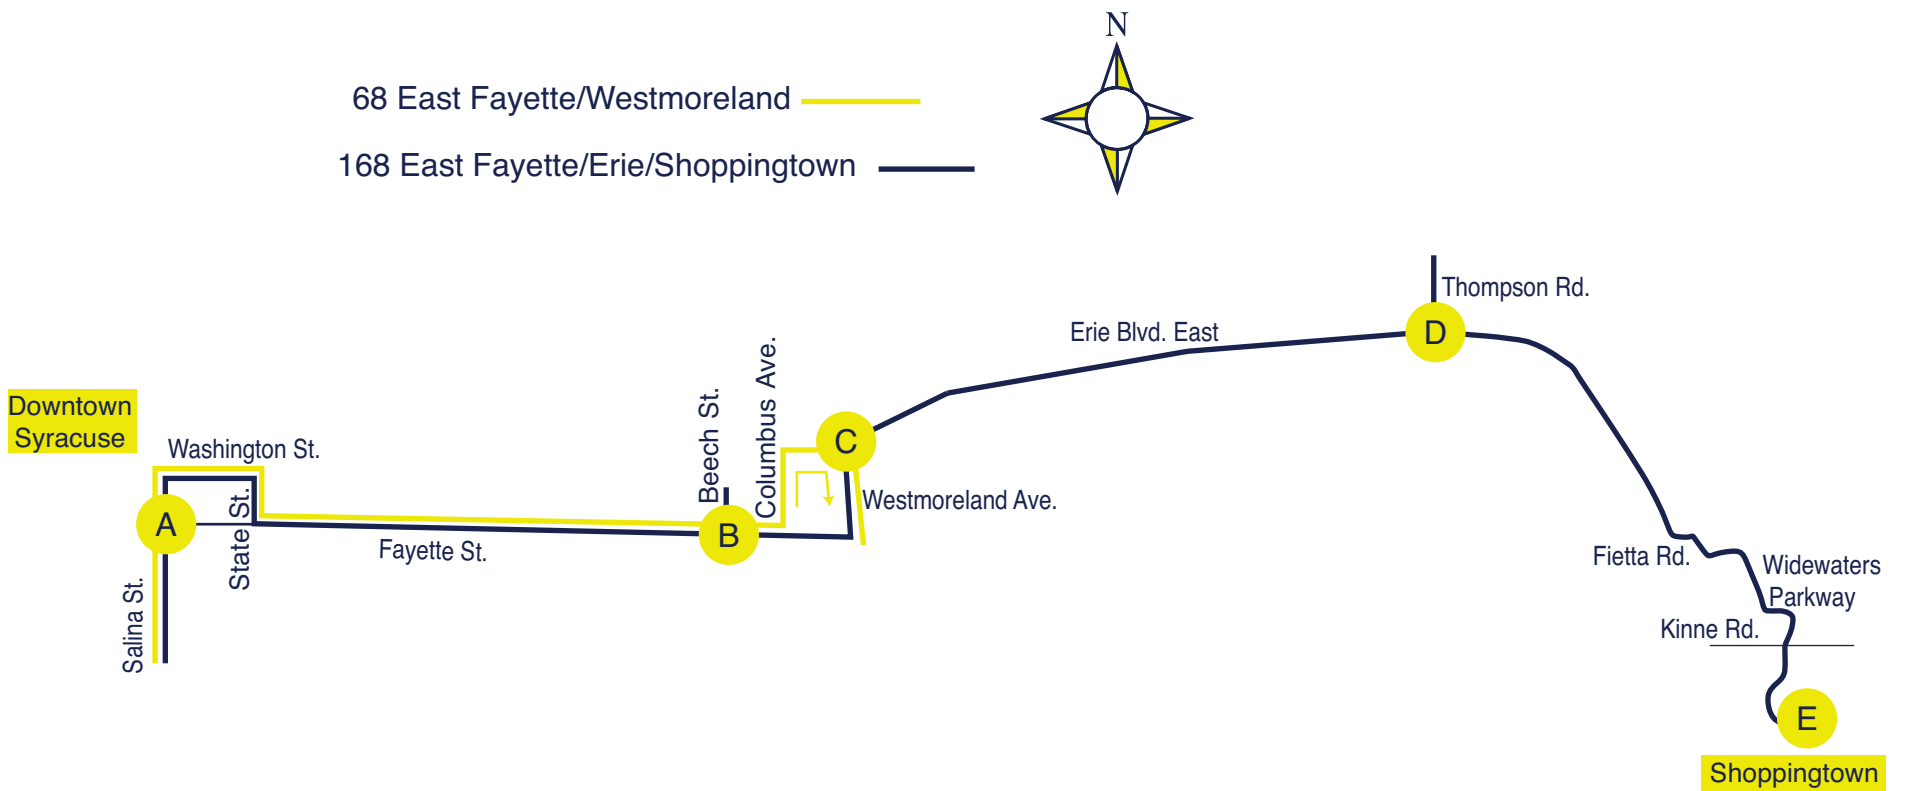 N
68 East Fayette/Westmoreland
168 East Fayette/Erie/Shoppingtown
Thompson Rd.
D
Erie Blvd. East
Downtown
Syracuse
Washington St.
Beech St.
Columbus Ave.
C
Westmoreland Ave.
A
State St.
B
Fayette St.
Salina St.
Fietta Rd.
Widewaters
Parkway
Kinne Rd.
E
Shoppingtown